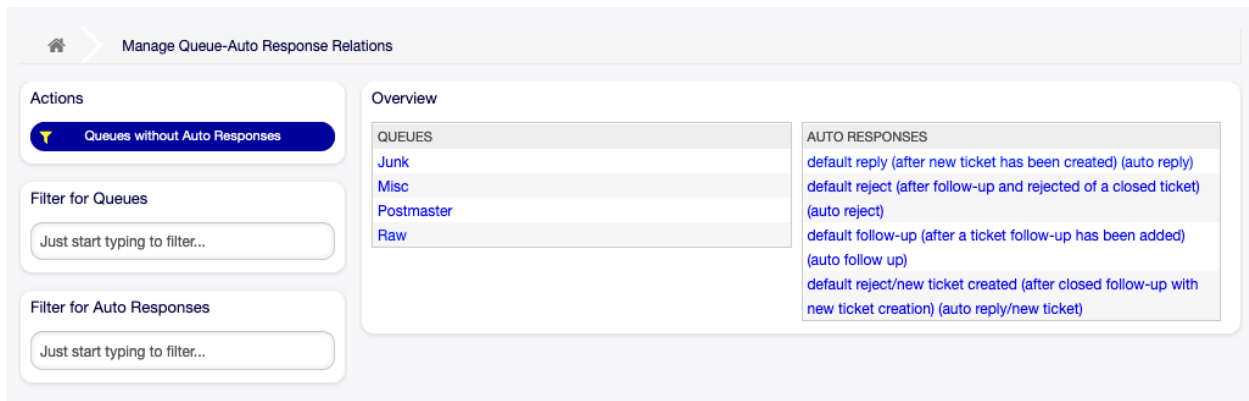 Manage Queue-Auto Response Relations
Actions
Queues without Auto Responses
Filter for Queues
Just start typing to filter...
Filter for Auto Responses
Just start typing to filter...
Overview
QUEUES
Junk
Misc
Postmaster
Raw
AUTO RESPONSES
default reply (after new ticket has been created) (auto reply)
default reject (after follow-up and rejected of a closed ticket)
(auto reject)
default follow-up (after a ticket follow-up has been added)
(auto follow up)
default reject/new ticket created (after closed follow-up with
new ticket creation) (auto reply/new ticket)